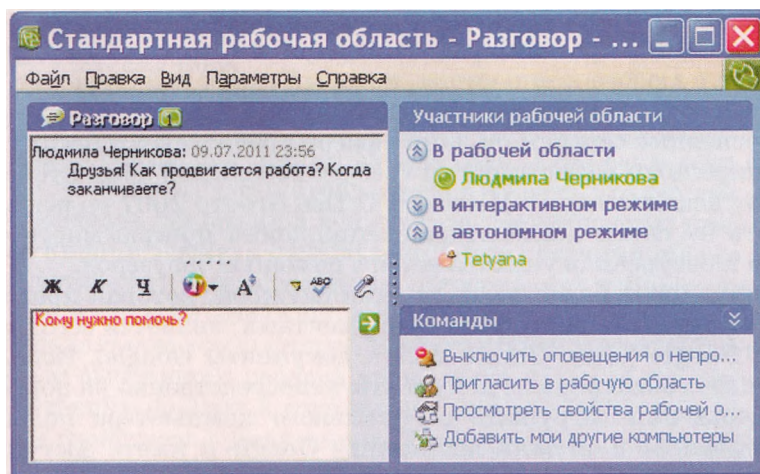 Стандартная рабочая область - Разговор - ...
Файл Правка Вид Параметры Справка
Разговор
Людмила Черникова: 09.07.2011 23:56
Друзья! Как продвигается работа? Когда
заканчиваете?
Ж К Ч A ABC
Кому нужно помочь?
Участники рабочей области
В рабочей области
Людмила Черникова
В интерактивном режиме
В автономном режиме
Tetyana
Команды
Выключить оповещения о непро...
Пригласить в рабочую область
Просмотреть свойства рабочей о...
Добавить мои другие компьютеры